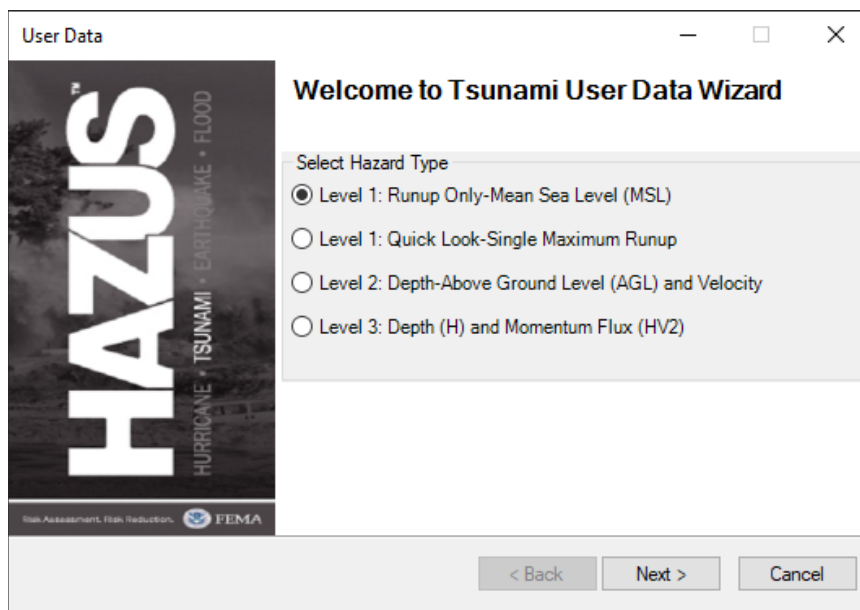 User Data
HAZUS™
HURRICANE • TSUNAMI • EARTHQUAKE • FLOOD
Risk Assessment. Risk Reduction. FEMA
Welcome to Tsunami User Data Wizard
Select Hazard Type
Level 1: Runup Only-Mean Sea Level (MSL)
Level 1: Quick Look-Single Maximum Runup
Level 2: Depth-Above Ground Level (AGL) and Velocity
Level 3: Depth (H) and Momentum Flux (HV2)
< Back Next > Cancel